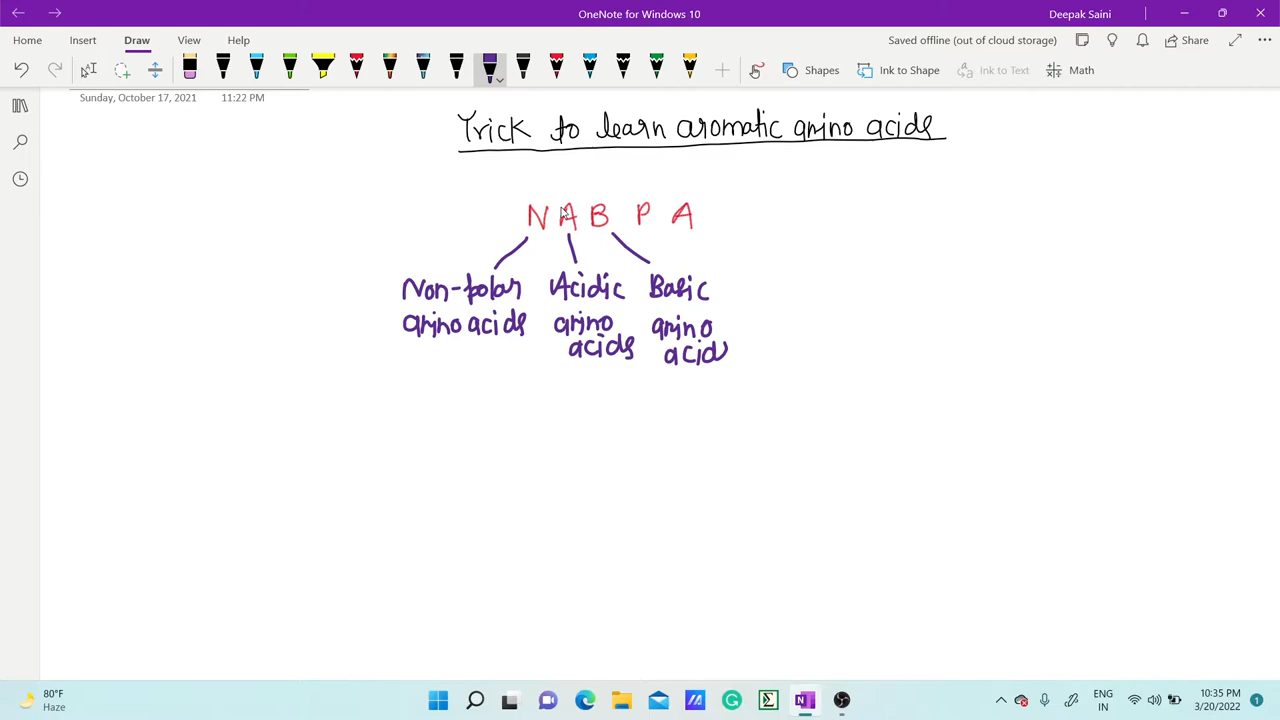 OneNote for Windows 10
Deepak Saini
Home Insert Draw View Help
Saved offline (out of cloud storage)
Share
Shapes
Ink to Shape
Ink to Text
Math
Sunday, October 17, 2021 11:22 PM
Trick to learn aromatic amino acids
N A B P A
Non-polar Acidic Basic
amino acids amino amino
acids acid
80°F
Haze
ENG
IN
10:35 PM
3/20/2022
1